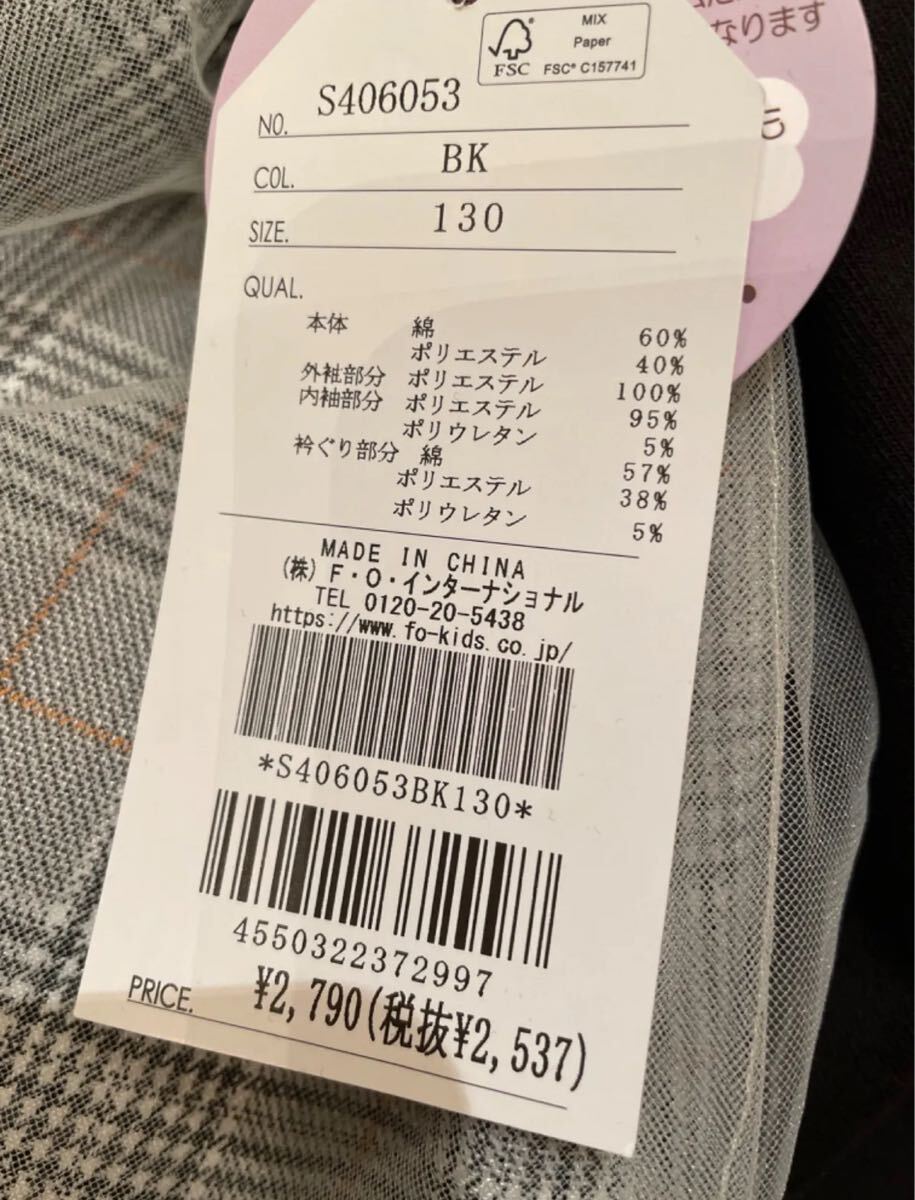 なります
も
MIX
Paper
FSC
FSC® C157741
NO. S406053
COL. BK
SIZE. 130
QUAL.
本体 綿 60%
ポリエステル 40%
外袖部分 ポリエステル 100%
内袖部分 ポリエステル 95%
ポリウレタン 5%
衿ぐり部分 綿 57%
ポリエステル 38%
ポリウレタン 5%
MADE IN CHINA
(株)F・O・インターナショナル
TEL 0120-20-5438
https://www.fo-kids.co.jp/
*S406053BK130*
4550322372997
PRICE. ¥2,790(税抜¥2,537)